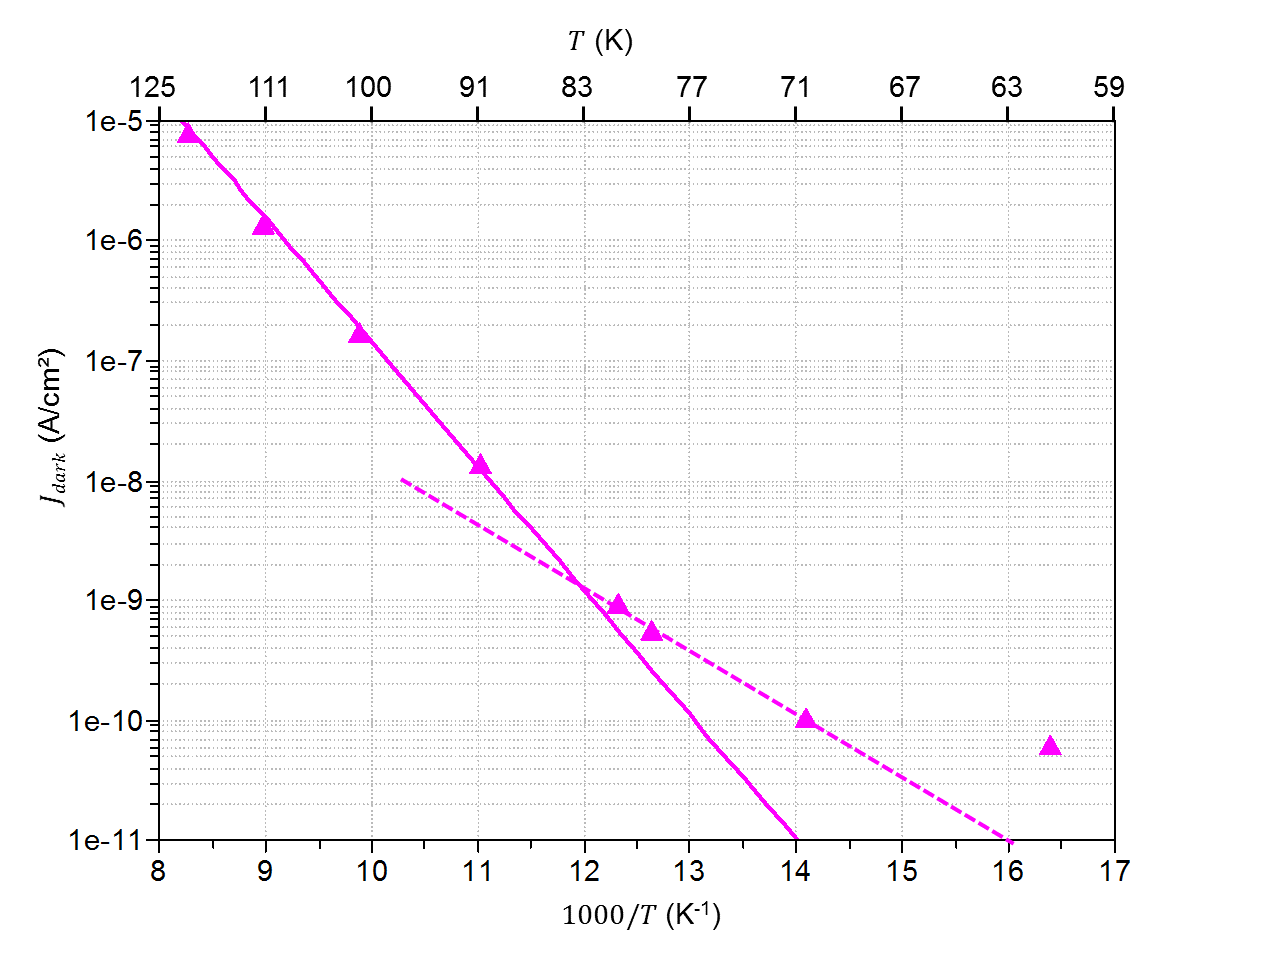 T (K)
125 111 100 91 83 77 71 67 63 59
1e-5
1e-6
1e-7
1e-8
1e-9
1e-10
1e-11
J_dark (A/cm²)
8 9 10 11 12 13 14 15 16 17
1000/T (K⁻¹)